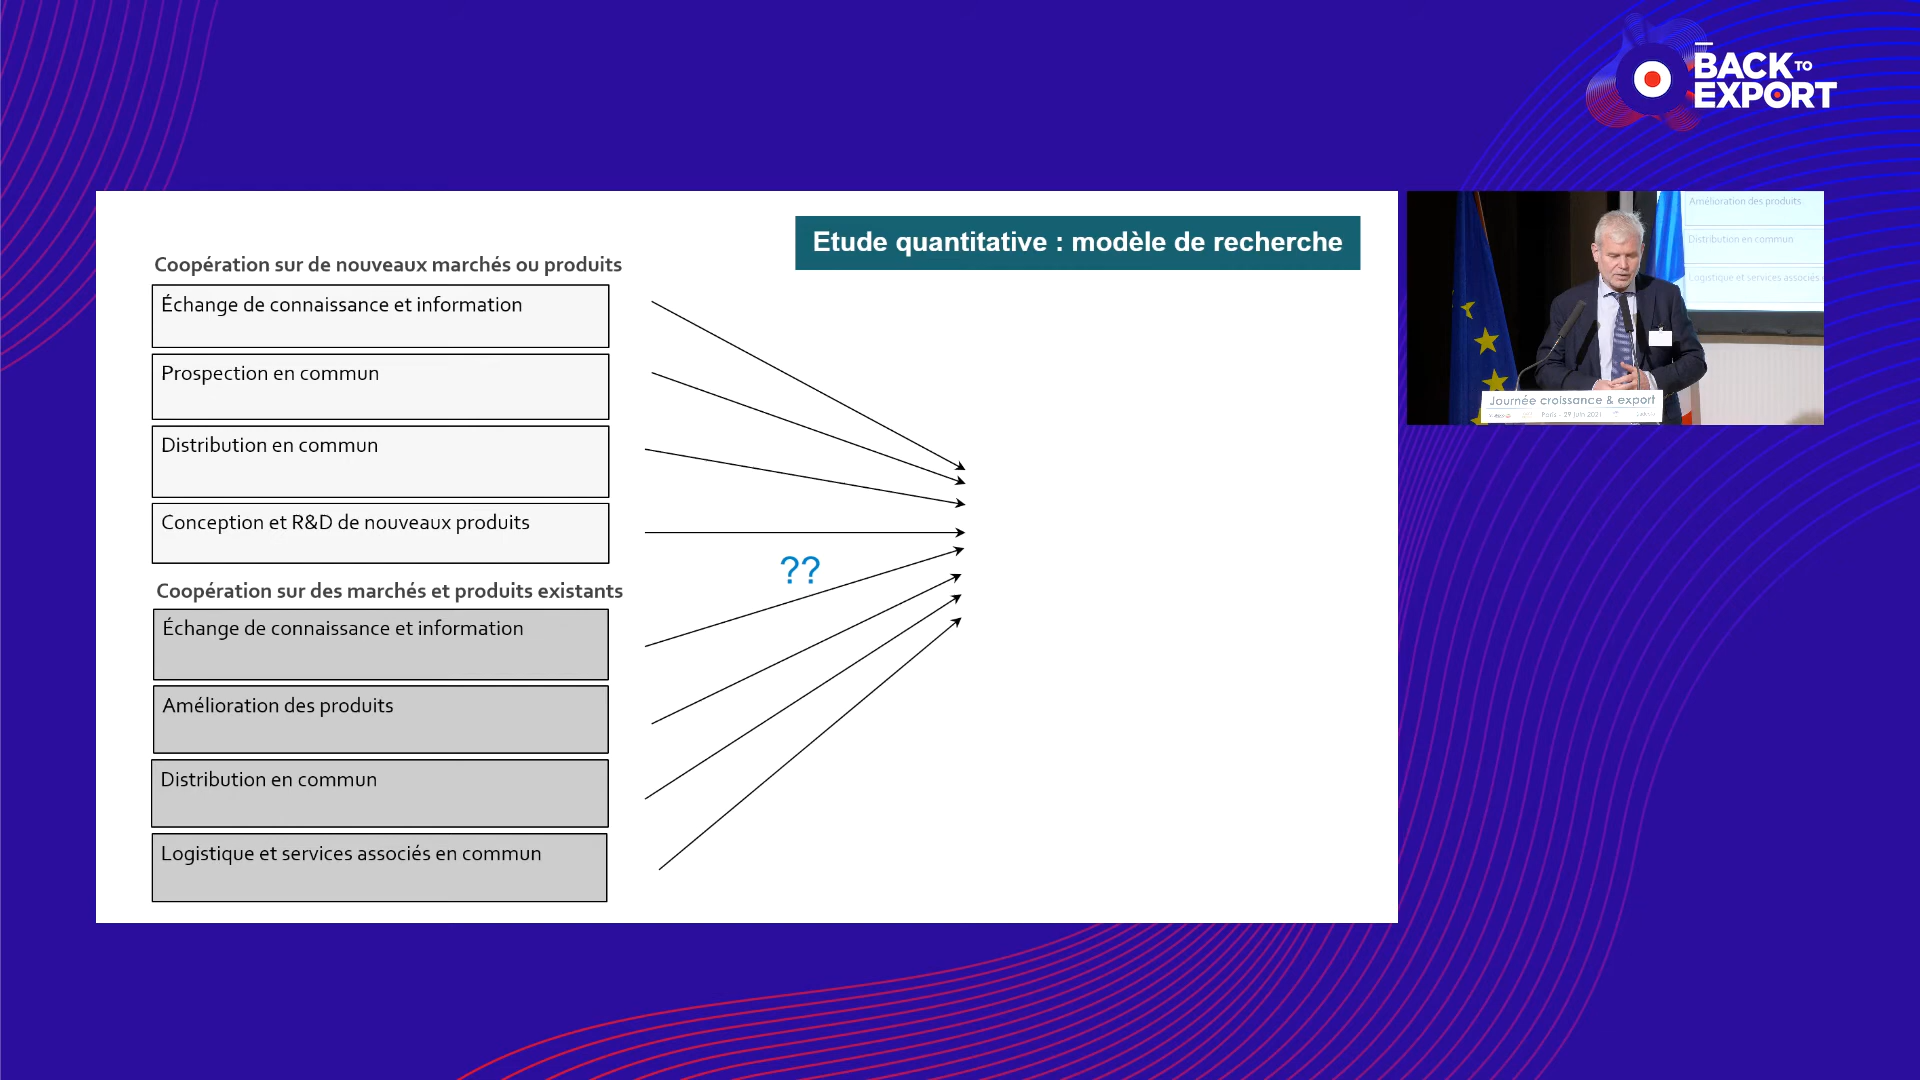 BACK TO
EXPORT
Etude quantitative : modèle de recherche
Coopération sur de nouveaux marchés ou produits
Échange de connaissance et information
Prospection en commun
Distribution en commun
Conception et R&D de nouveaux produits
??
Coopération sur des marchés et produits existants
Échange de connaissance et information
Amélioration des produits
Distribution en commun
Logistique et services associés en commun
Amélioration des produits
Distribution en commun
Logistique et services associés
Journée croissance & export
Paris - 29 juin 2021